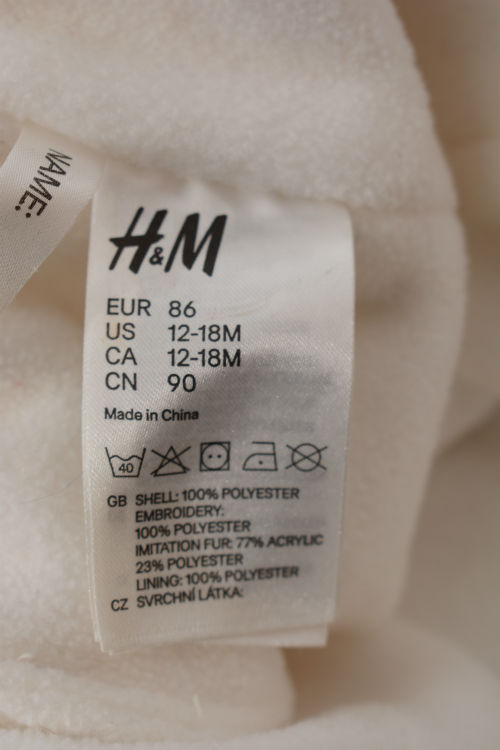 NAME:
H&M
EUR 86
US 12-18M
CA 12-18M
CN 90
Made in China
40
GB SHELL: 100% POLYESTER
EMBROIDERY:
100% POLYESTER
IMITATION FUR: 77% ACRYLIC
23% POLYESTER
LINING: 100% POLYESTER
CZ SVRCHNÍ LÁTKA: